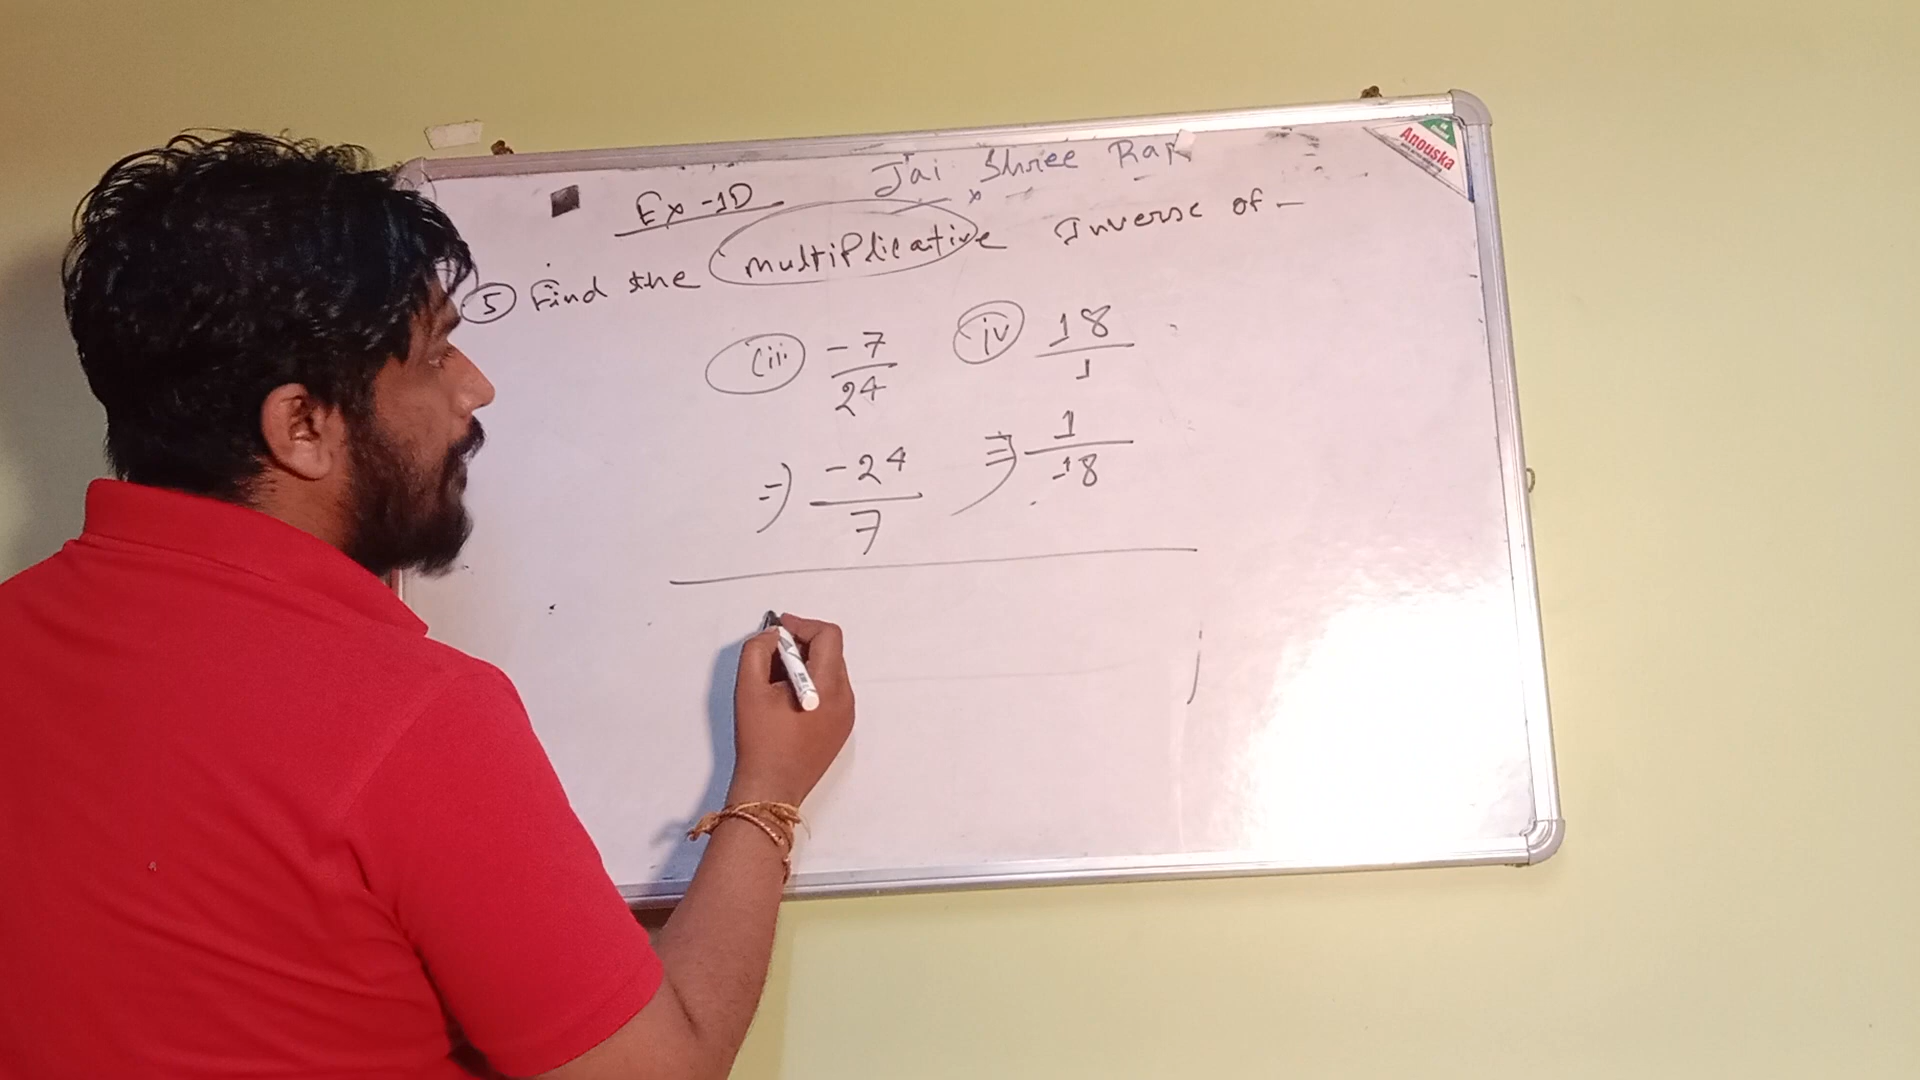 Jai Shree Ram
Anouska
Ex-1D
5 Find the multiplicative Inverse of -
(iii) -7/24 (iv) 18/1
=) -24/7 =) 1/18